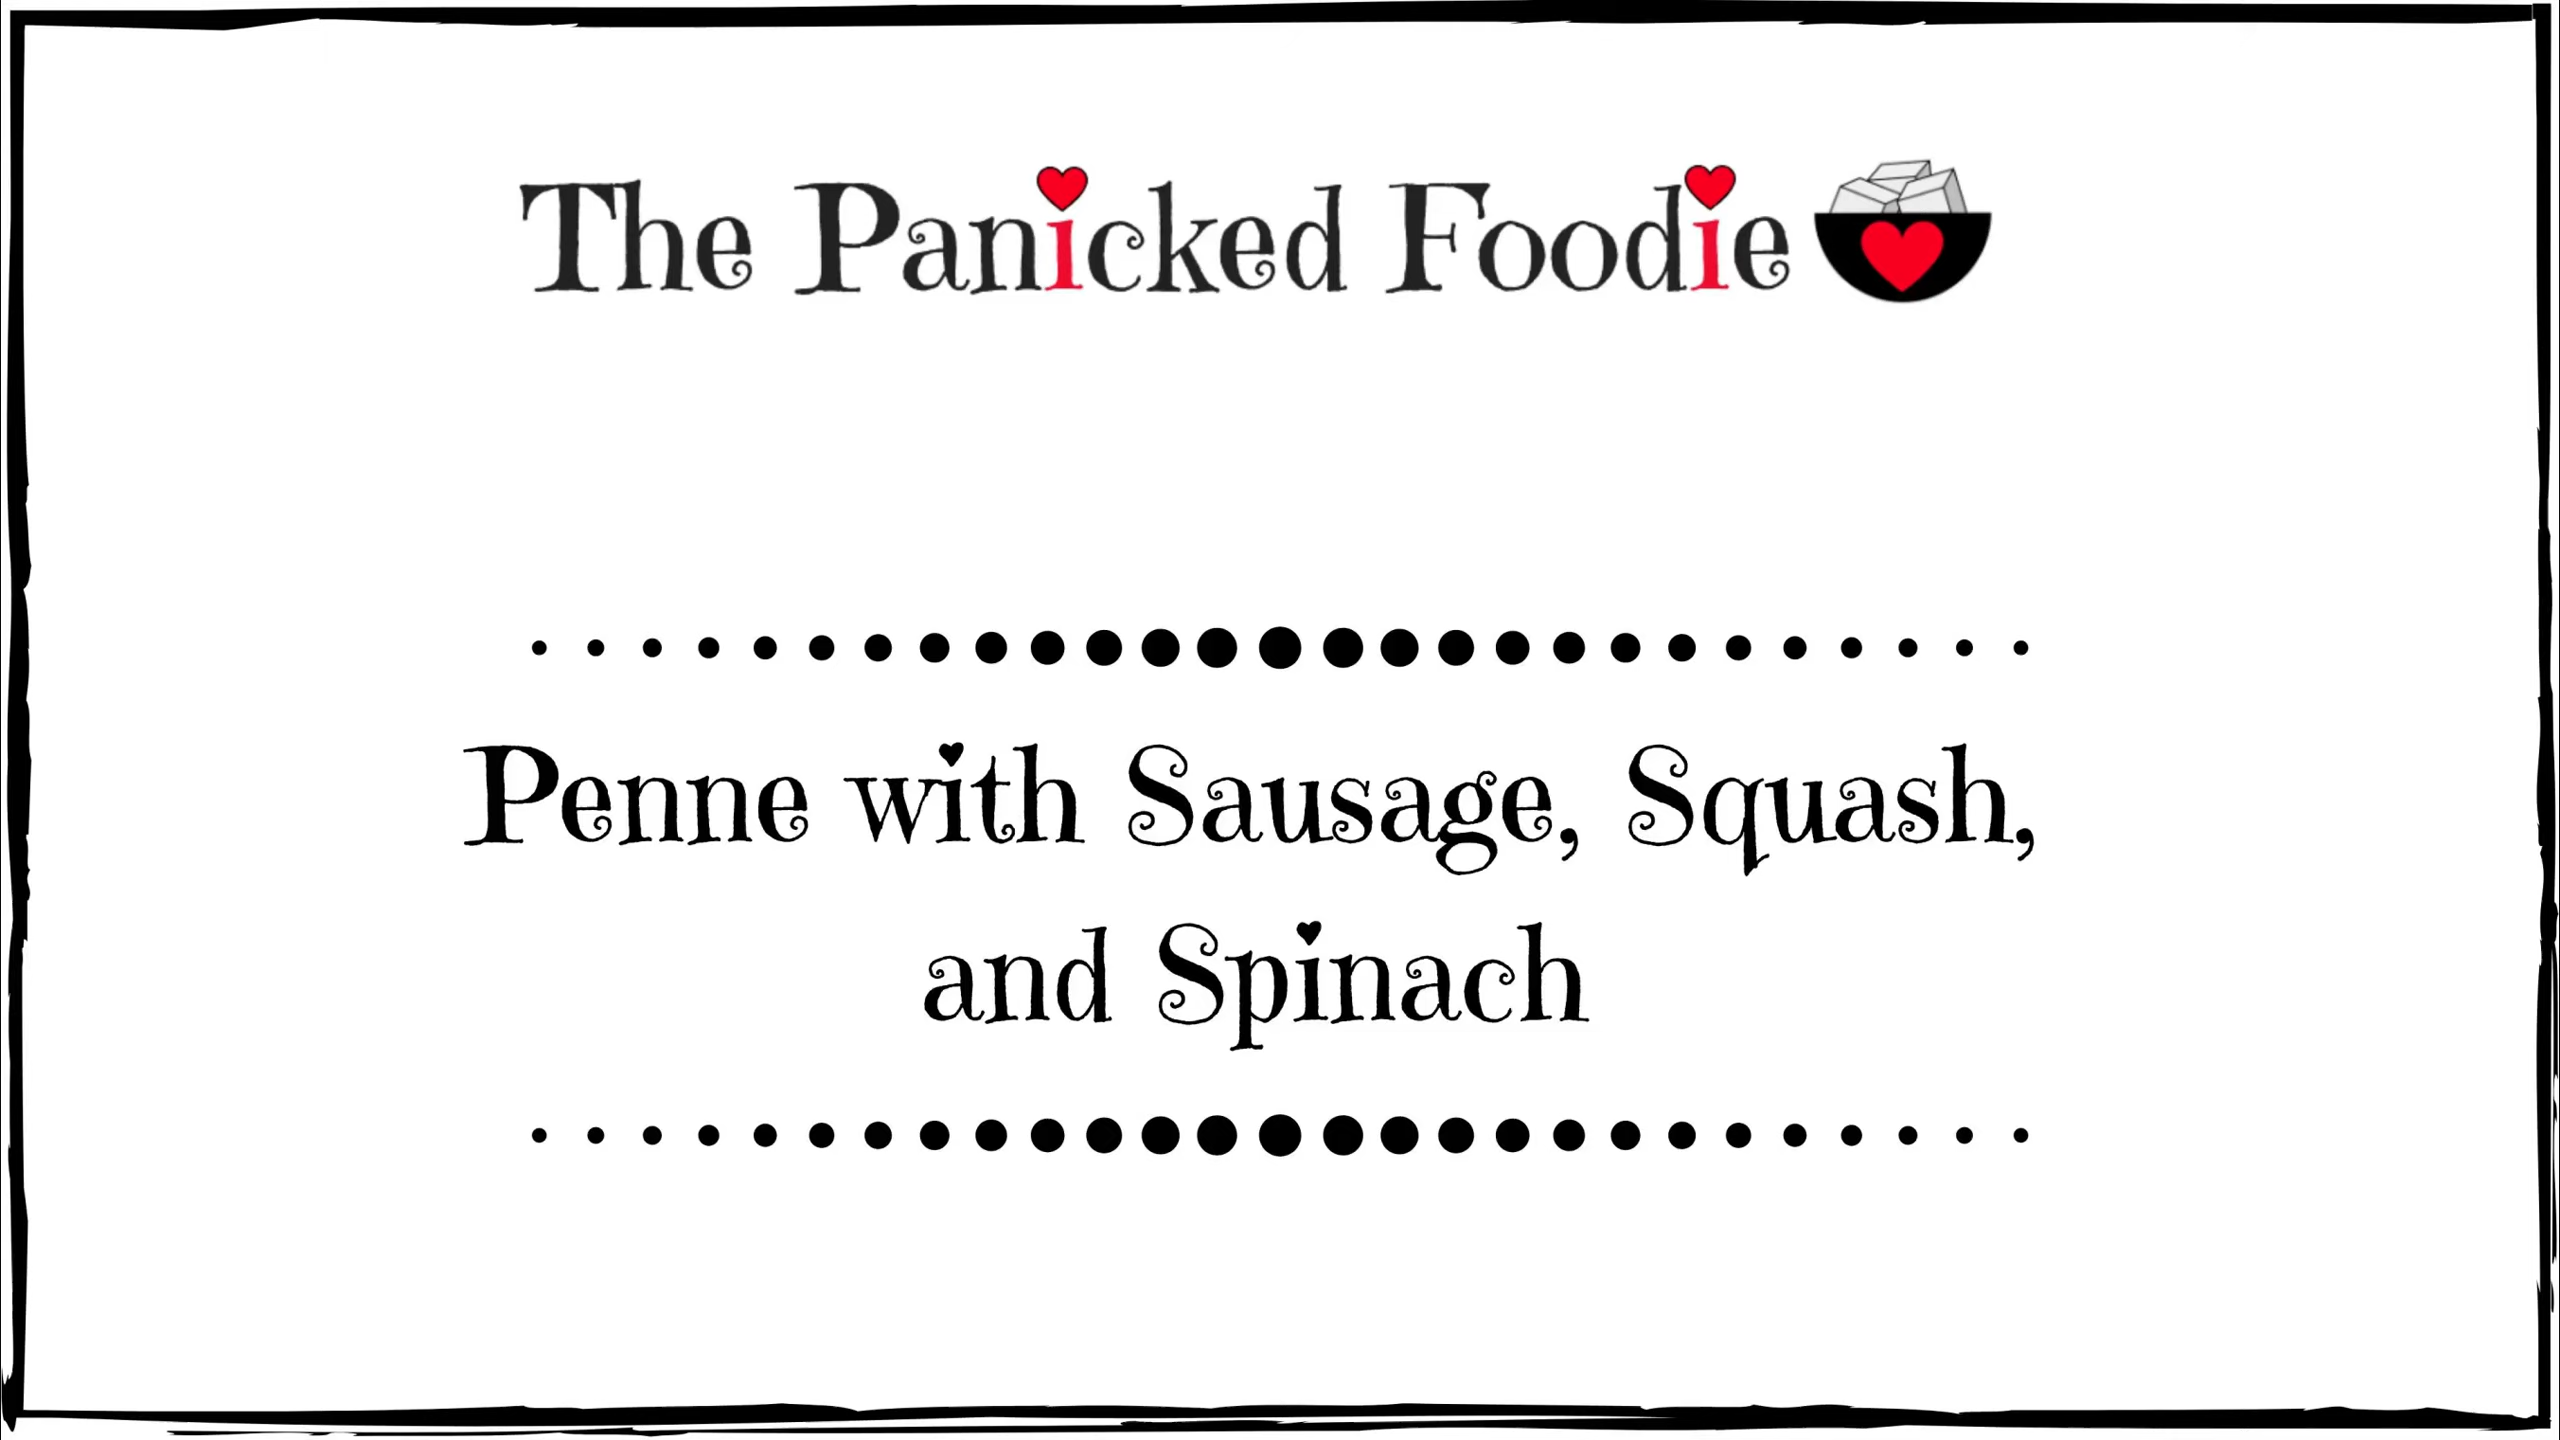 The Panicked Foodie
Penne with Sausage, Squash,
and Spinach